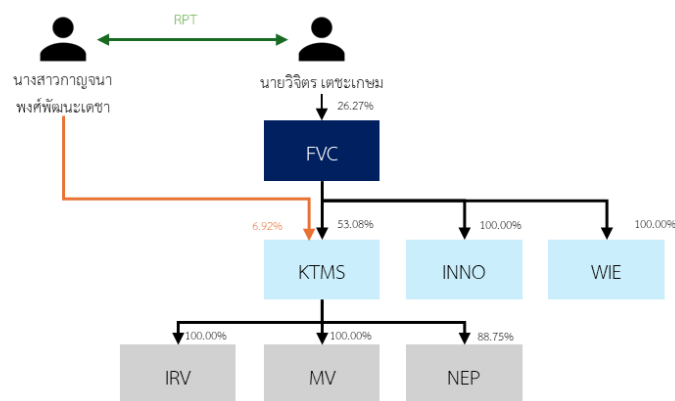 RPT
นางสาวกาญจนา
พงศ์พัฒนะเดชา
นายวิจิตร เตชะเกษม
26.27%
FVC
6.92%
53.08%
100.00%
100.00%
KTMS
INNO
WIE
100.00%
100.00%
88.75%
IRV
MV
NEP